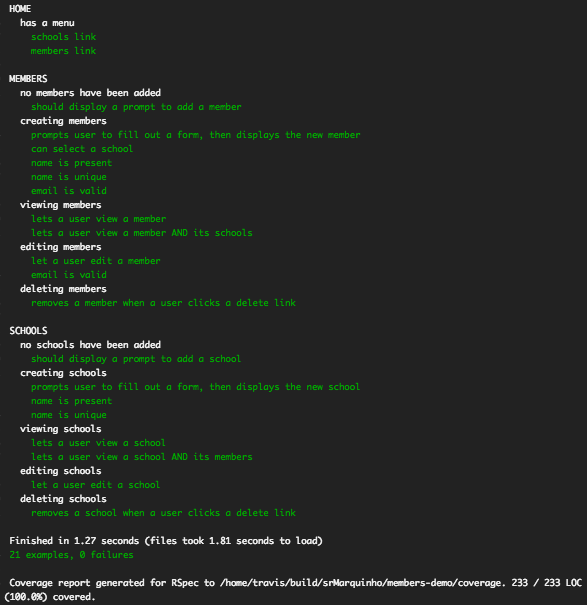 HOME
has a menu
schools link
members link
MEMBERS
no members have been added
should display a prompt to add a member
creating members
prompts user to fill out a form, then displays the new member
can select a school
name is present
name is unique
email is valid
viewing members
lets a user view a member
lets a user view a member AND its schools
editing members
let a user edit a member
email is valid
deleting members
removes a member when a user clicks a delete link
SCHOOLS
no schools have been added
should display a prompt to add a school
creating schools
prompts user to fill out a form, then displays the new school
name is present
name is unique
viewing schools
lets a user view a school
lets a user view a school AND its members
editing schools
let a user edit a school
deleting schools
removes a school when a user clicks a delete link
Finished in 1.27 seconds (files took 1.81 seconds to load)
21 examples, 0 failures
Coverage report generated for RSpec to /home/travis/build/srMarquinho/members-demo/coverage. 233 / 233 LOC
(100.0%) covered.